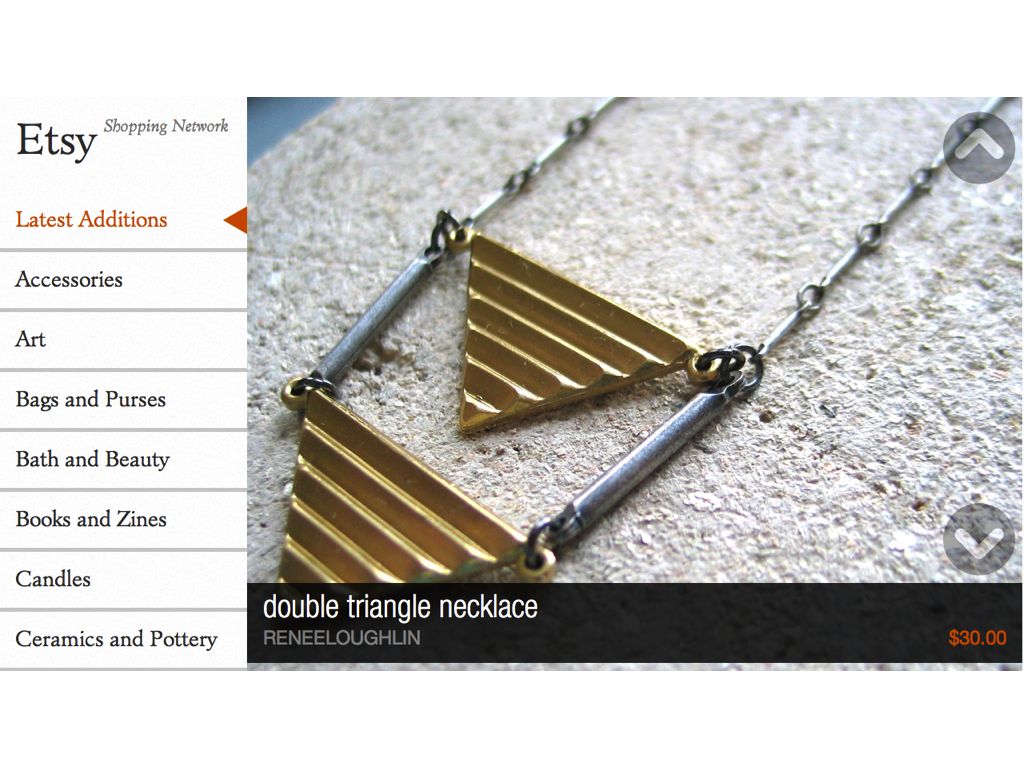 Etsy Shopping Network
Latest Additions
Accessories
Art
Bags and Purses
Bath and Beauty
Books and Zines
Candles
Ceramics and Pottery
double triangle necklace
RENEELOUGHLIN
$30.00